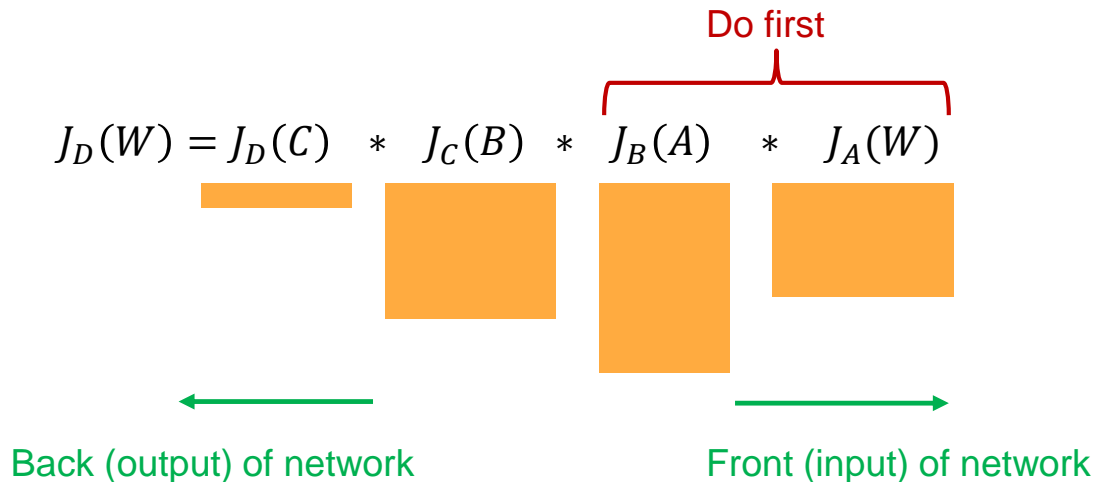 Do first
J_D(W) = J_D(C) * J_C(B) * J_B(A) * J_A(W)
Back (output) of network
Front (input) of network